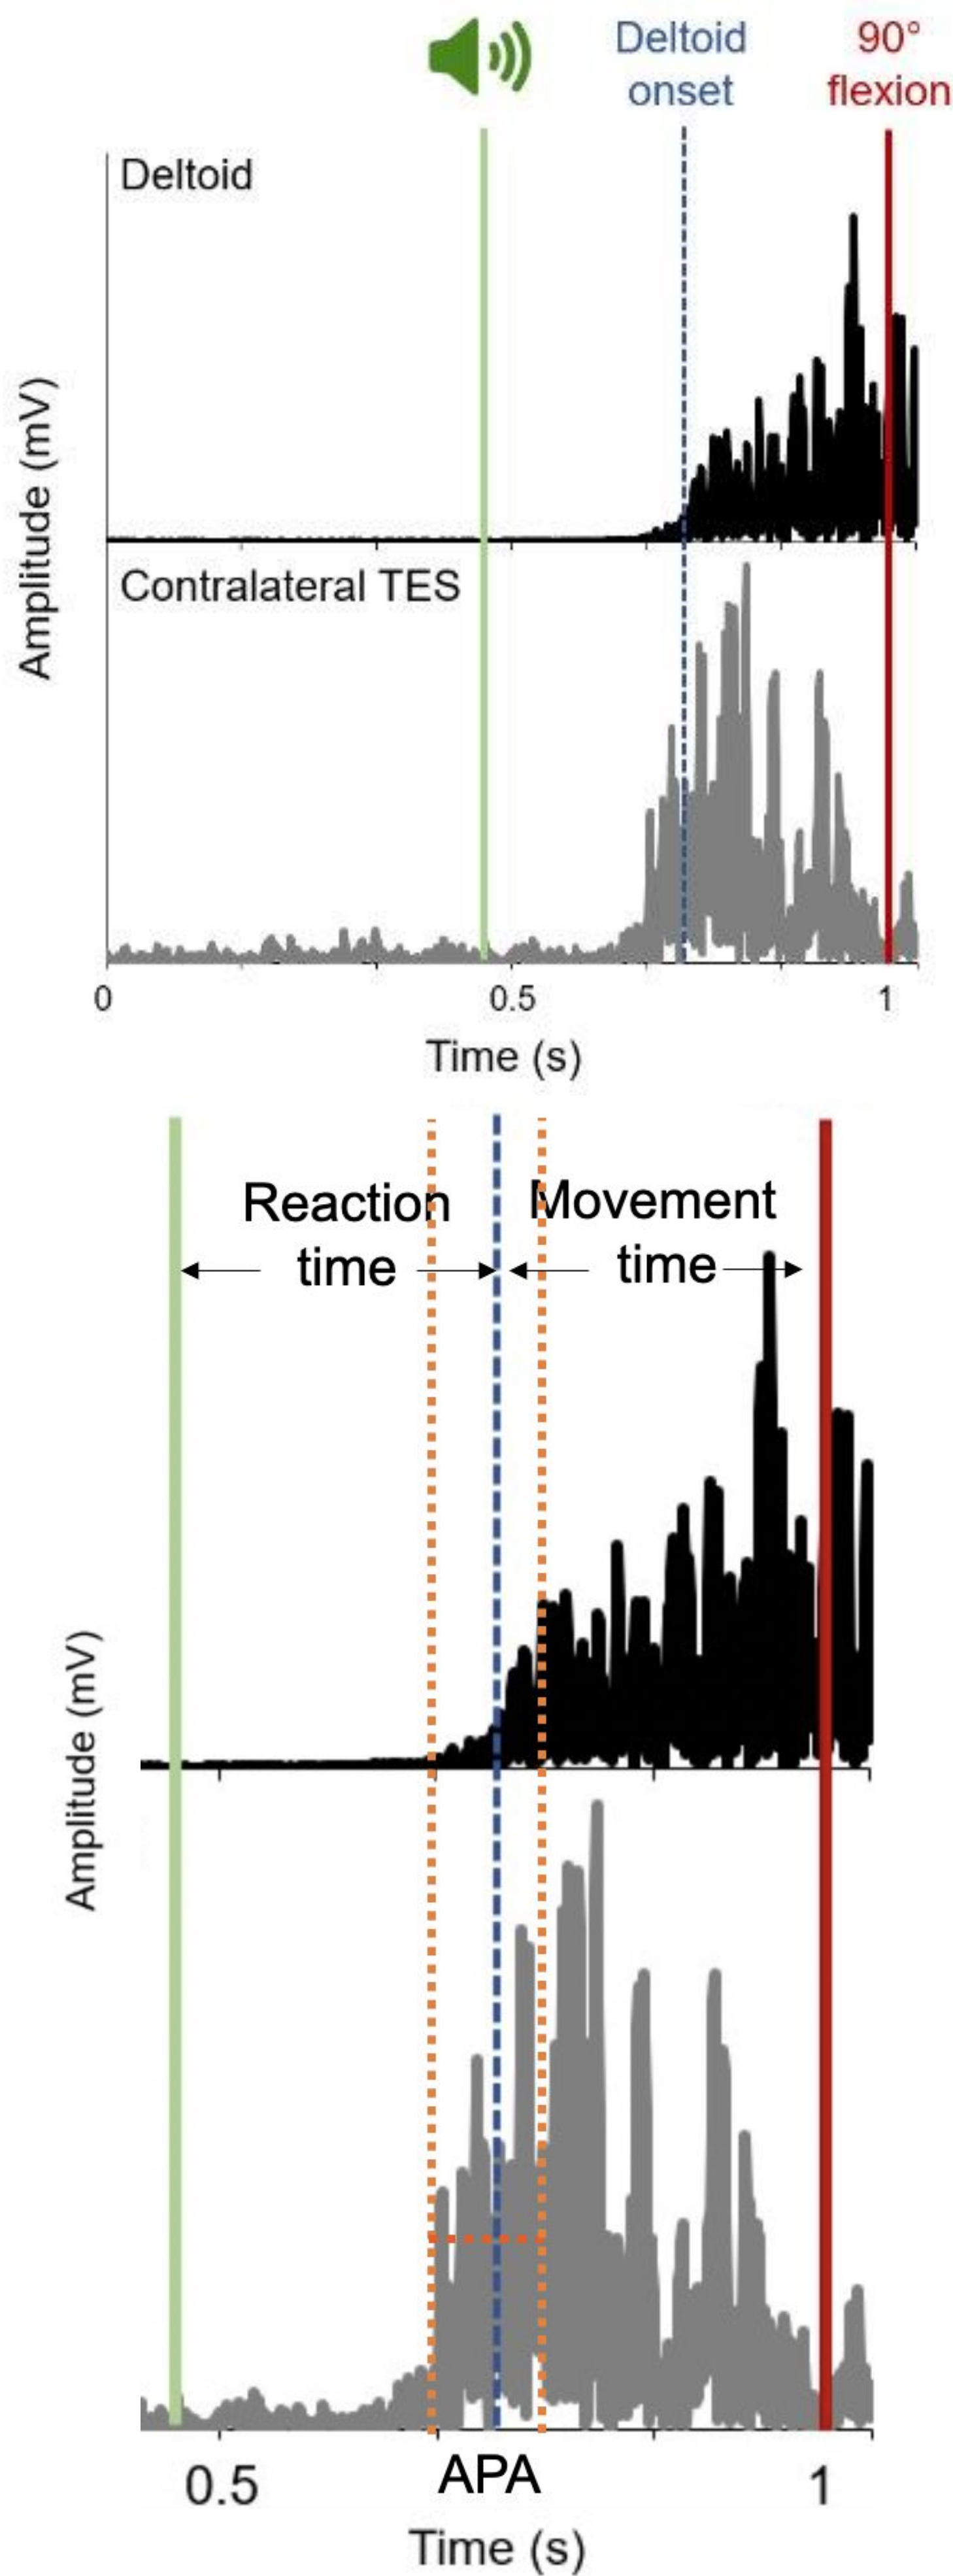 Deltoid
onset
90°
flexion
Deltoid
Amplitude (mV)
Contralateral TES
0
0.5
1
Time (s)
Reaction
time
Movement
time
Amplitude (mV)
0.5
APA
1
Time (s)